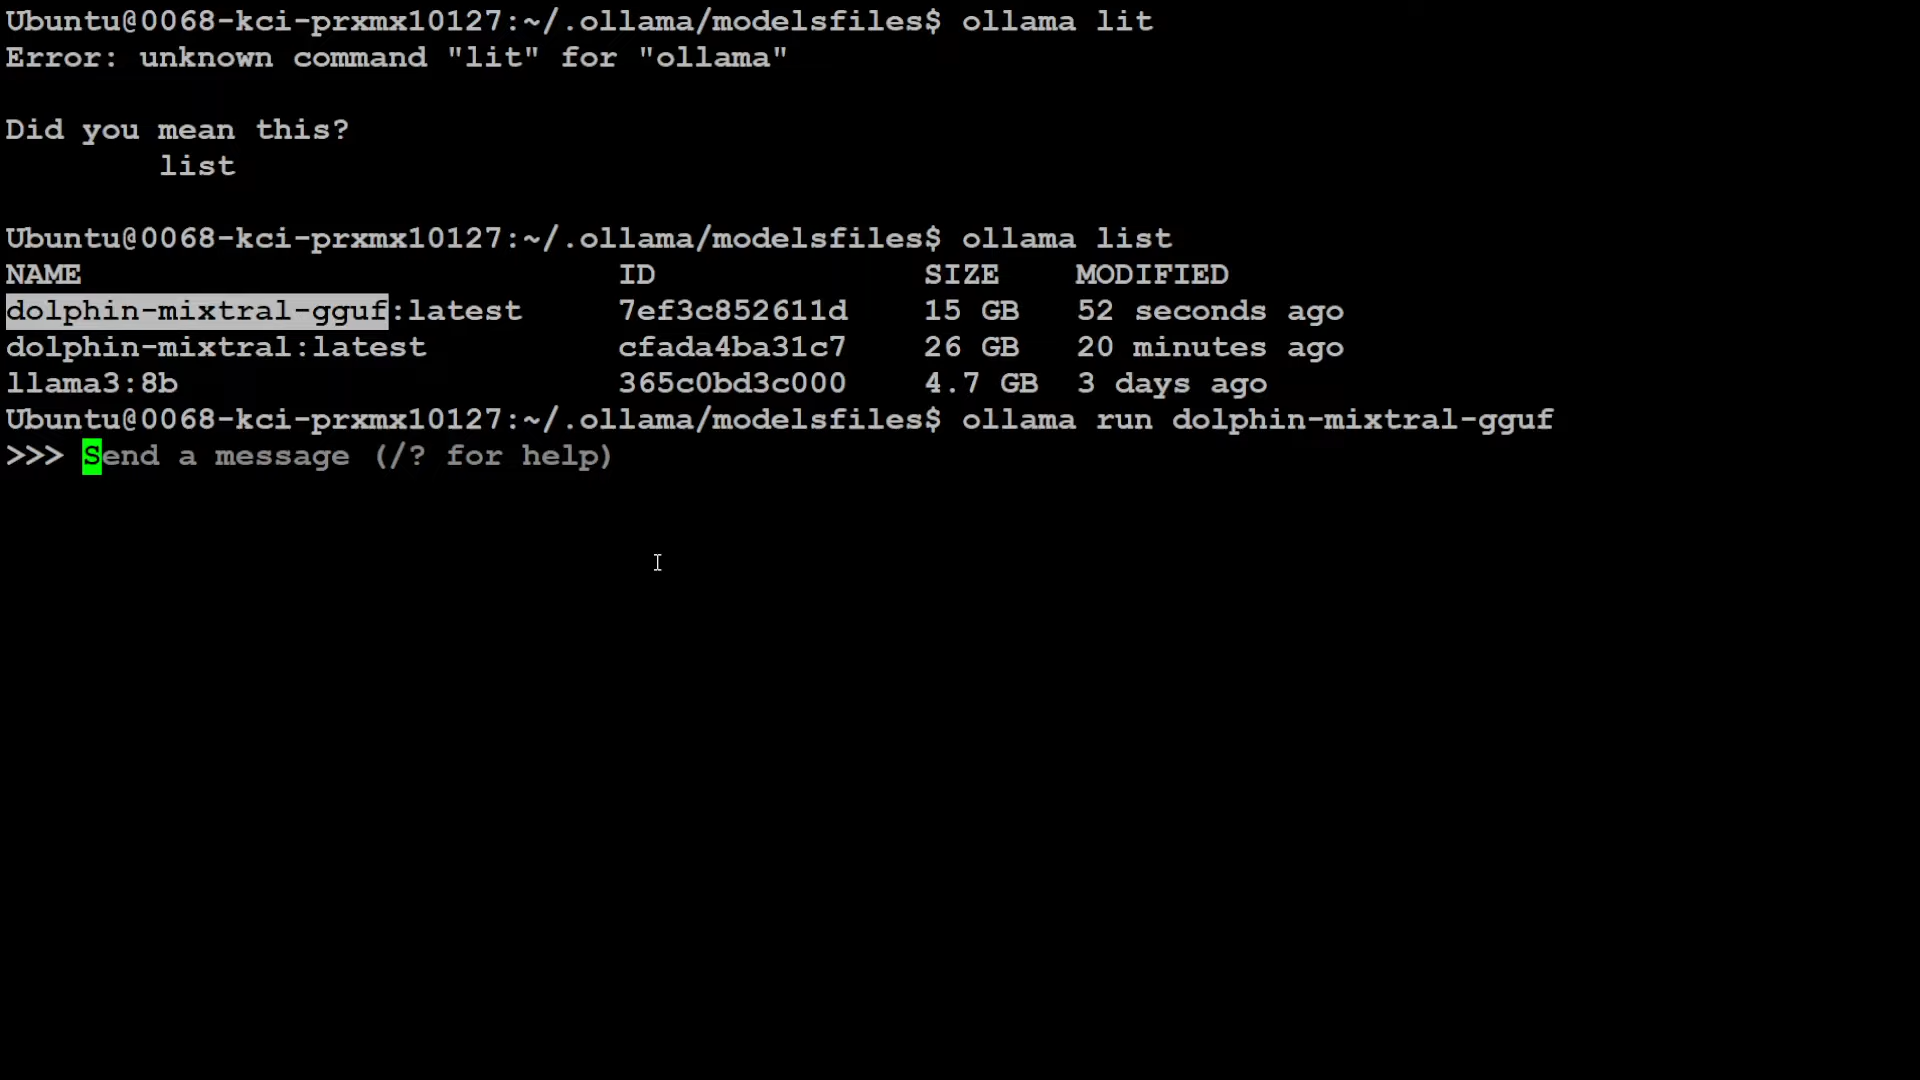 Ubuntu@0068-kci-prxmx10127:~/.ollama/modelsfiles$ ollama lit
Error: unknown command "lit" for "ollama"
Did you mean this?
list
Ubuntu@0068-kci-prxmx10127:~/.ollama/modelsfiles$ ollama list
NAME ID SIZE MODIFIED
dolphin-mixtral-gguf:latest 7ef3c852611d 15 GB 52 seconds ago
dolphin-mixtral:latest cfada4ba31c7 26 GB 20 minutes ago
llama3:8b 365c0bd3c000 4.7 GB 3 days ago
Ubuntu@0068-kci-prxmx10127:~/.ollama/modelsfiles$ ollama run dolphin-mixtral-gguf
>>> Send a message (/? for help)